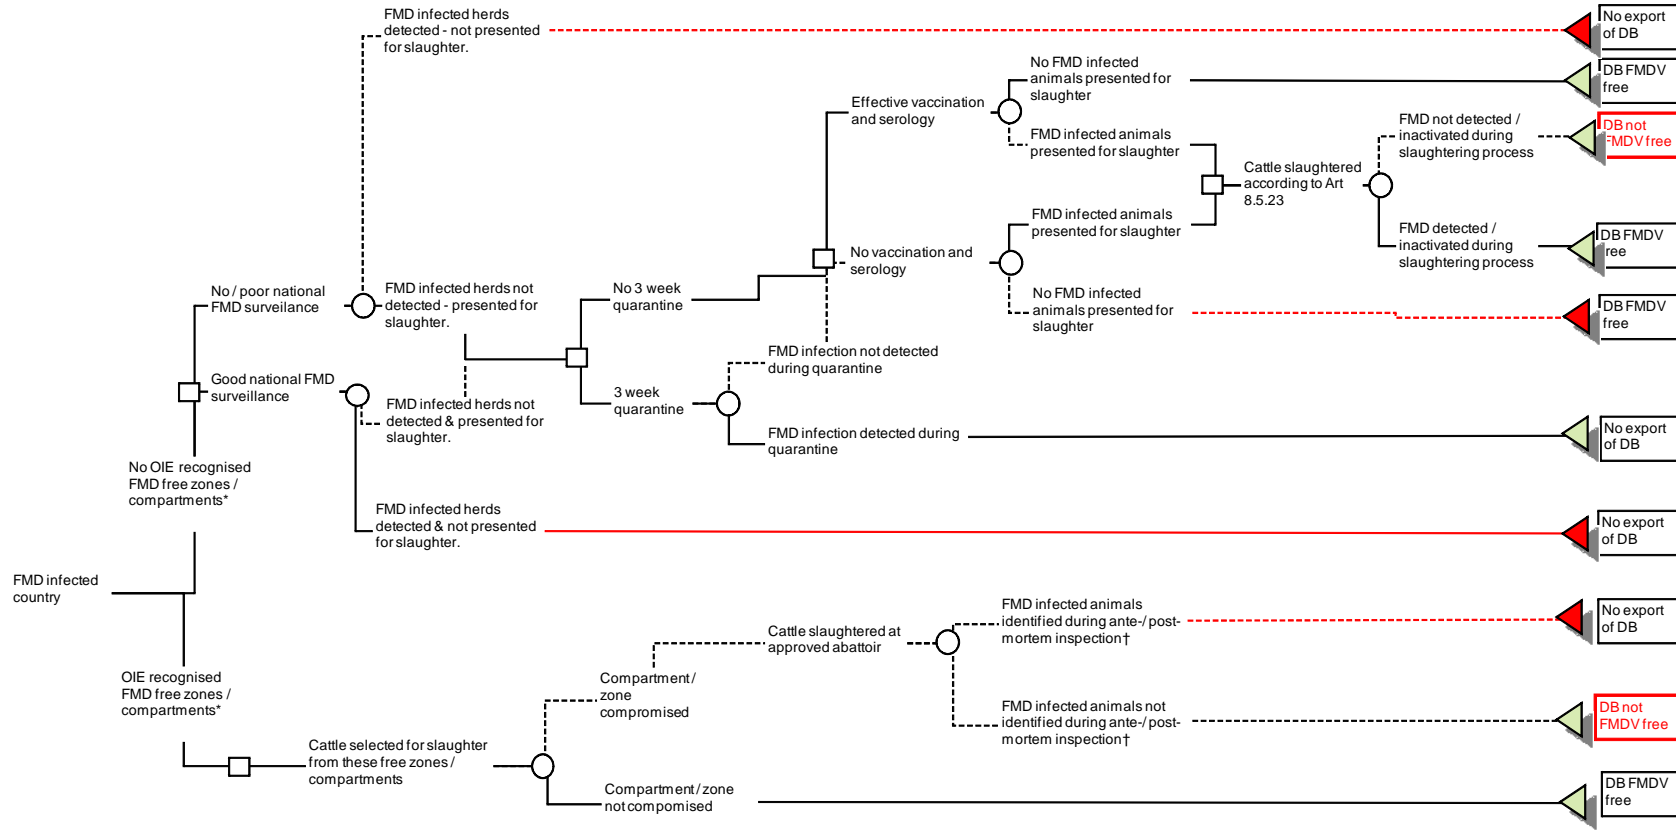 FMD infected herds
detected - not presented
for slaughter.
No export
of DB
No FMD infected
animals presented for
slaughter
DB FMDV
free
Effective vaccination
and serology
FMD infected animals
presented for slaughter
FMD not detected /
inactivated during
slaughtering process
DB not
FMDV free
Cattle slaughtered
according to Art
8.5.23
FMD infected animals
presented for slaughter
FMD detected /
inactivated during
slaughtering process
DB FMDV
free
No vaccination and
serology
No FMD infected
animals presented for
slaughter
DB FMDV
free
No / poor national
FMD surveillance
FMD infected herds not
detected - presented for
slaughter.
No 3 week
quarantine
FMD infection not detected
during quarantine
Good national FMD
surveillance
FMD infected herds not
detected & presented for
slaughter.
3 week
quarantine
FMD infection detected during
quarantine
No export
of DB
No OIE recognised
FMD free zones /
compartments*
FMD infected herds
detected & not presented
for slaughter.
No export
of DB
FMD infected
country
FMD infected animals
identified during ante-/ post-
mortem inspection†
No export
of DB
Cattle slaughtered at
approved abattoir
OIE recognised
FMD free zones /
compartments*
Compartment /
zone
compromised
FMD infected animals not
identified during ante-/ post-
mortem inspection†
DB not
FMDV free
Cattle selected for slaughter
from these free zones /
compartments
Compartment / zone
not compomised
DB FMDV
free